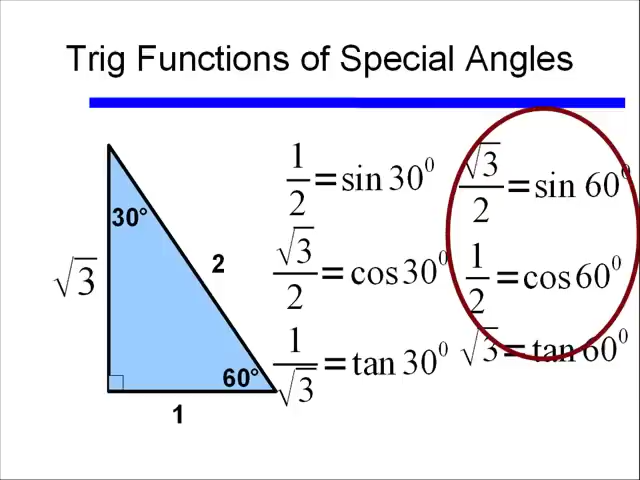 Trig Functions of Special Angles
30°
√3
2
60°
1
1/2 = sin 30⁰
√3/2 = cos 30⁰
1/√3 = tan 30⁰
√3/2 = sin 60⁰
1/2 = cos 60⁰
√3 = tan 60⁰